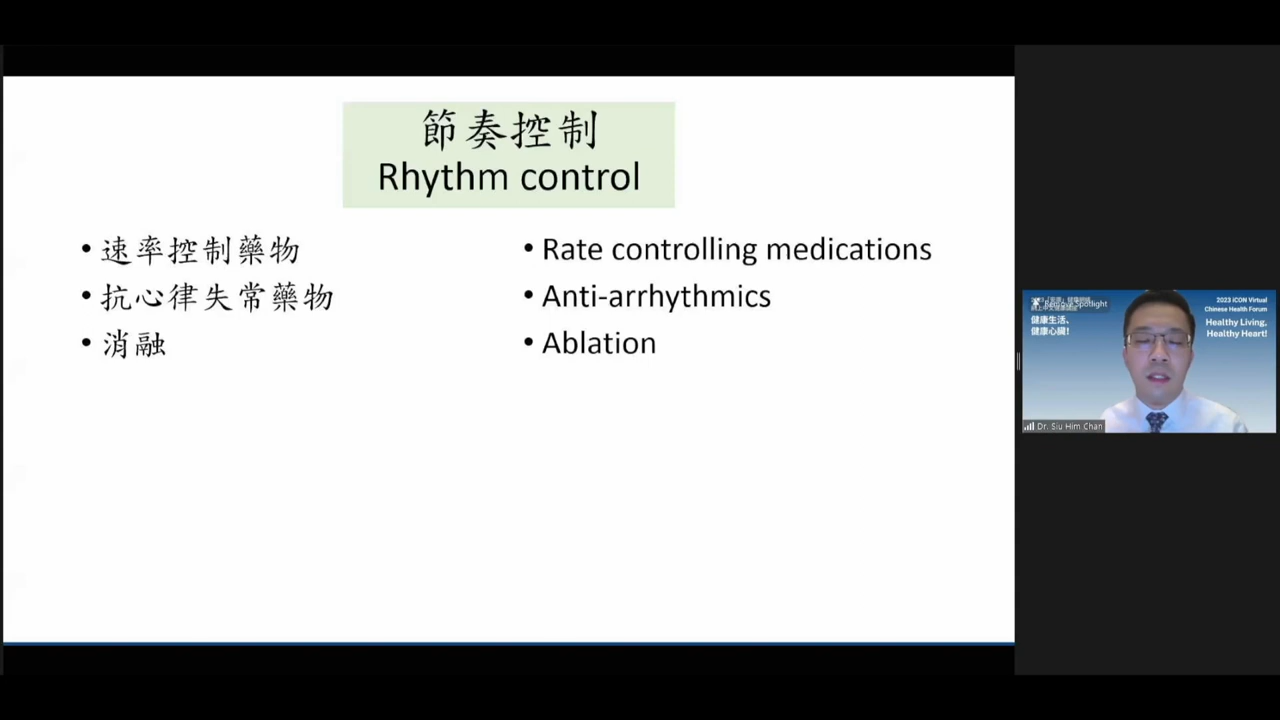 節奏控制
Rhythm control
• 速率控制藥物
• 抗心律失常藥物
• 消融
• Rate controlling medications
• Anti-arrhythmics
• Ablation
Remove Spotlight
健康生活、
健康心臟!
2023 iCON Virtual
Chinese Health Forum
Healthy Living,
Healthy Heart!
Dr. Siu Him Chan